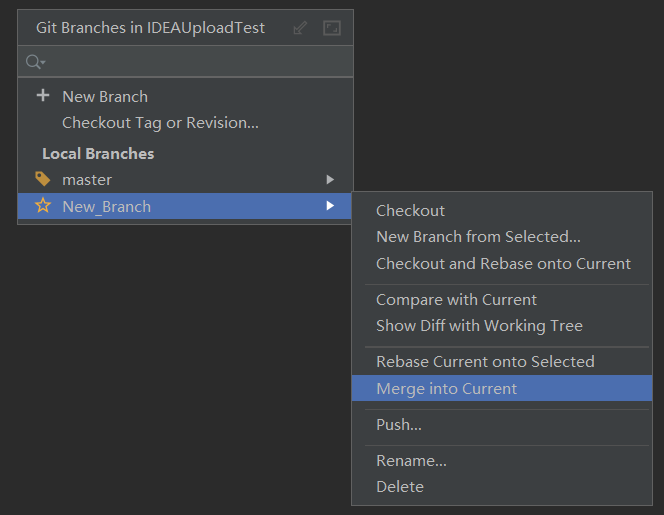 Git Branches in IDEAUploadTest
New Branch
Checkout Tag or Revision...
Local Branches
master
New_Branch
Checkout
New Branch from Selected...
Checkout and Rebase onto Current
Compare with Current
Show Diff with Working Tree
Rebase Current onto Selected
Merge into Current
Push...
Rename...
Delete